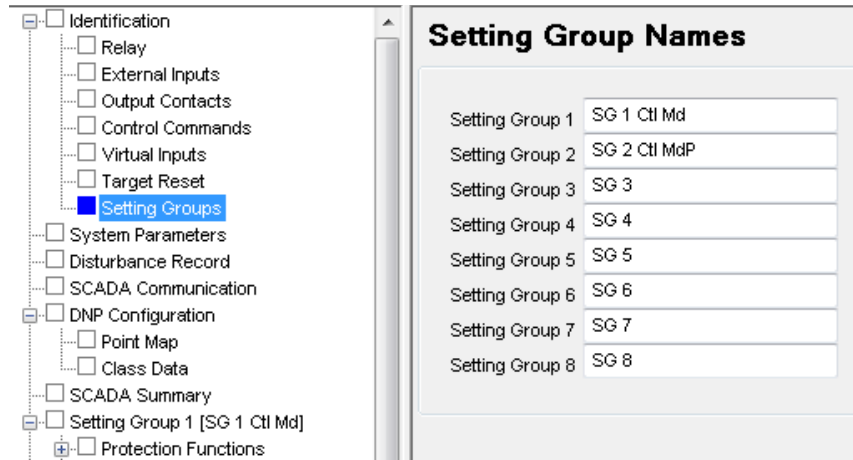 Identification
Relay
External Inputs
Output Contacts
Control Commands
Virtual Inputs
Target Reset
Setting Groups
System Parameters
Disturbance Record
SCADA Communication
DNP Configuration
Point Map
Class Data
SCADA Summary
Setting Group 1 [SG 1 Ctl Md]
Protection Functions
Setting Group Names
Setting Group 1 SG 1 Ctl Md
Setting Group 2 SG 2 Ctl MdP
Setting Group 3 SG 3
Setting Group 4 SG 4
Setting Group 5 SG 5
Setting Group 6 SG 6
Setting Group 7 SG 7
Setting Group 8 SG 8